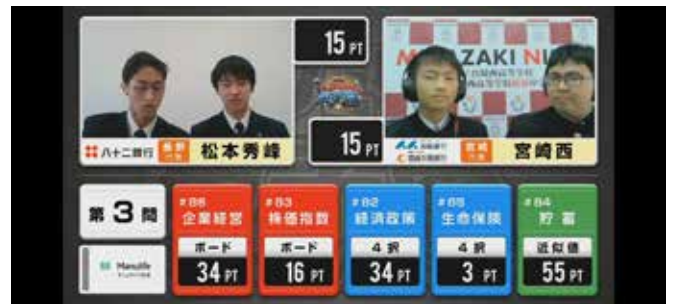 15 PT
15 PT
MIYAZAKI NI
八十二銀行
長野
代表
松本秀峰
宮崎
代表
宮崎西
第3問
Manulife
#86
企業経営
ボード
34 PT
#83
株価指数
ボード
16 PT
#82
経済政策
4択
34 PT
#85
生命保険
4択
3 PT
#84
貯蓄
近似値
55 PT